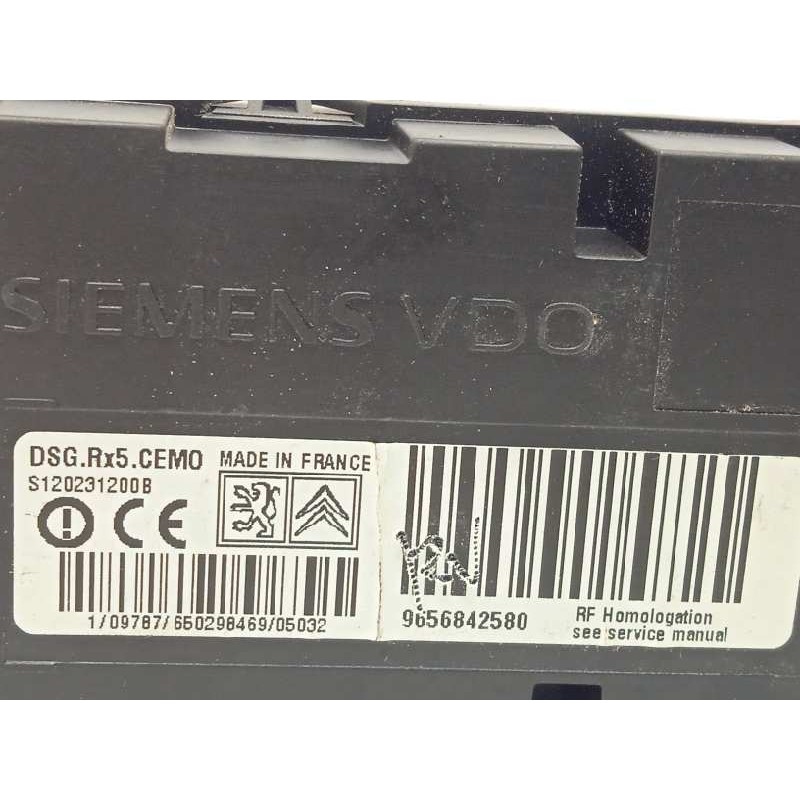 SIEMENS VDO
DSG.Rx5.CEMO MADE IN FRANCE
S120231200B
CE
1/09787/650298469/05032
9656842580
RF Homologation
see service manual